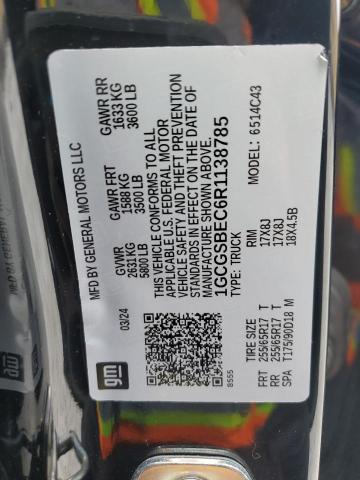 MFD BY GENERAL MOTORS LLC
03/24
GVWR
2631 KG
5800 LB
GAWR FRT
1588 KG
3500 LB
GAWR RR
1633 KG
3600 LB
THIS VEHICLE CONFORMS TO ALL
APPLICABLE U.S. FEDERAL MOTOR
VEHICLE SAFETY AND THEFT PREVENTION
STANDARDS IN EFFECT ON THE DATE OF
MANUFACTURE SHOWN ABOVE.
1GCGSBEC6R1138785
TYPE: TRUCK
MODEL: 6514C43
TIRE SIZE RIM
FRT 255/65R17 T 17X8J
RR 255/65R17 T 17X8J
SPA T175/90D18 M 18X4.5B
gm
8555